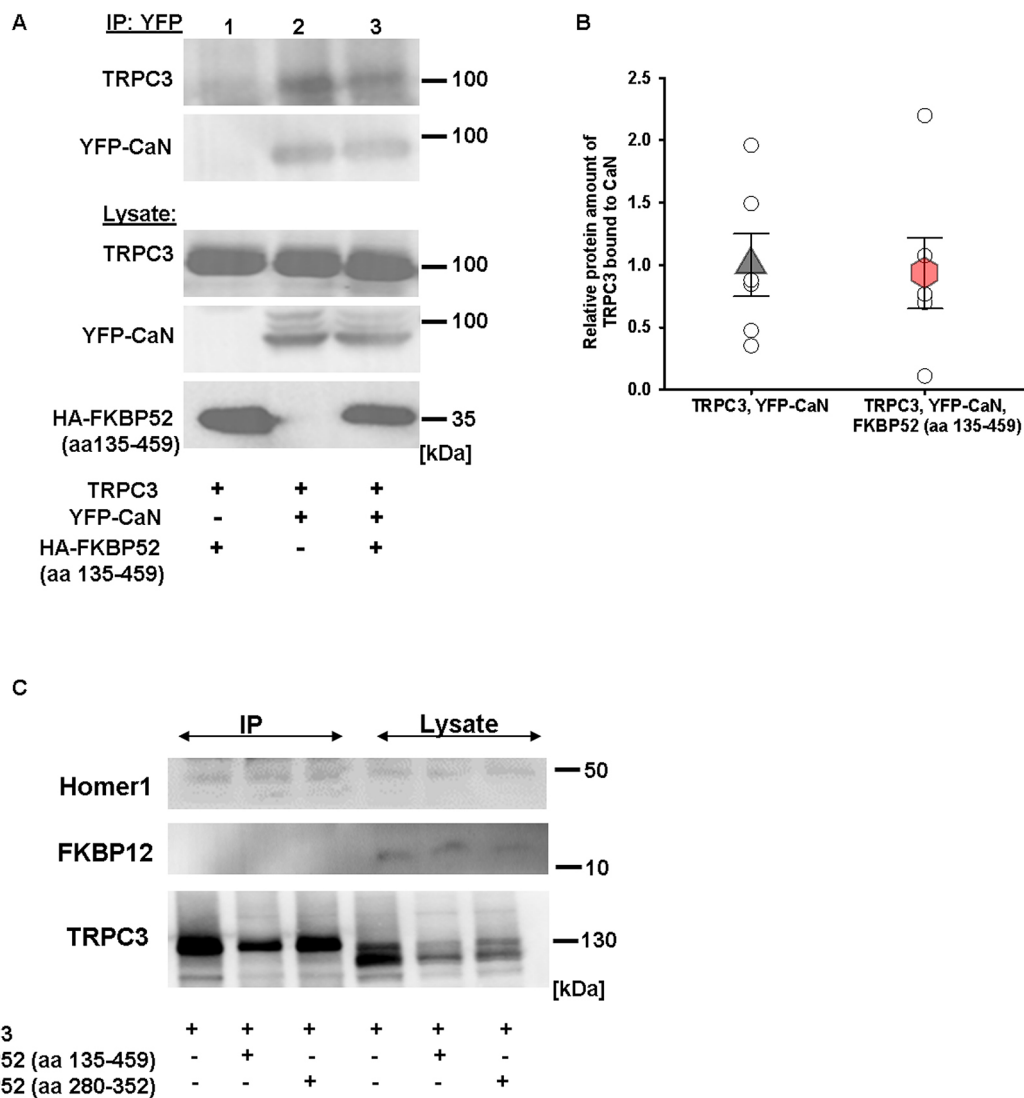 A
IP: YFP 1 2 3
TRPC3 100
YFP-CaN 100
Lysate:
TRPC3 100
YFP-CaN 100
HA-FKBP52 35
(aa135-459) [kDa]
TRPC3 + + +
YFP-CaN - + +
HA-FKBP52 + - +
(aa 135-459)
B
Relative protein amount of
TRPC3 bound to CaN
2.5
2.0
1.5
1.0
0.5
0.0
TRPC3, YFP-CaN
TRPC3, YFP-CaN,
FKBP52 (aa 135-459)
C
IP Lysate
Homer1 50
FKBP12 10
TRPC3 130
[kDa]
3 + + + + + +
52 (aa 135-459) - + - - + -
52 (aa 280-352) - - + - - +